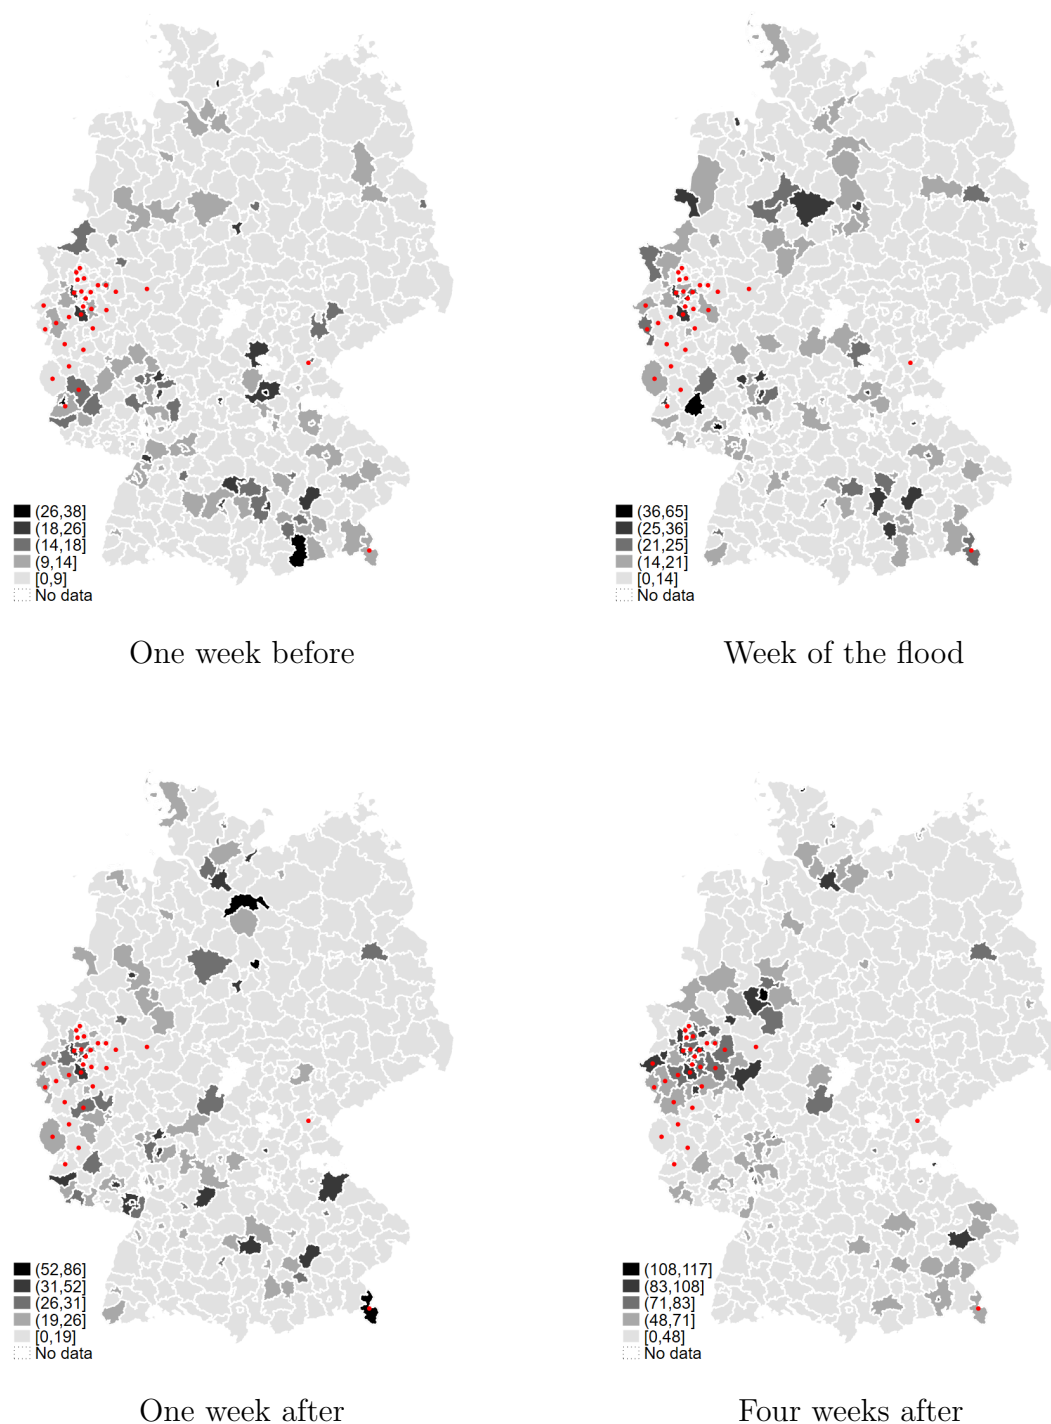 (26,38]
(18,26]
(14,18]
(9,14]
[0,9]
No data
One week before
(36,65]
(25,36]
(21,25]
(14,21]
[0,14]
No data
Week of the flood
(52,86]
(31,52]
(26,31]
(19,26]
[0,19]
No data
One week after
(108,117]
(83,108]
(71,83]
(48,71]
[0,48]
No data
Four weeks after